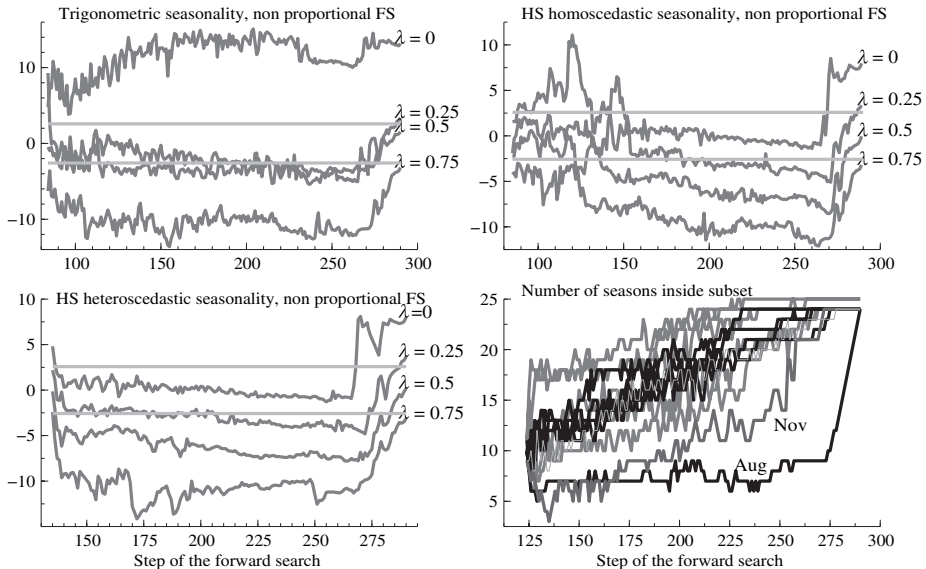 Trigonometric seasonality, non proportional FS
10
0
−10
λ = 0
λ = 0.25
λ = 0.5
λ = 0.75
100
150
200
250
300
HS homoscedastic seasonality, non proportional FS
10
5
0
−5
−10
λ = 0
λ = 0.25
λ = 0.5
λ = 0.75
100
150
200
250
300
HS heteroscedastic seasonality, non proportional FS
10
5
0
−5
−10
λ=0
λ = 0.25
λ = 0.5
λ = 0.75
150
175
200
225
250
275
Step of the forward search
Number of seasons inside subset
25
20
15
10
5
Nov
Aug
125
150
175
200
225
250
275
300
Step of the forward search